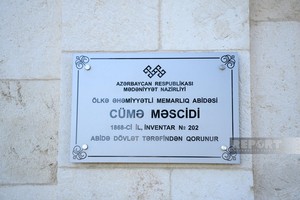 AZƏRBAYCAN RESPUBLİKASI
MƏDƏNİYYƏT NAZİRLİYİ
ÖLKƏ ƏHƏMİYYƏTLİ MEMARLIQ ABİDƏSİ
CÜMƏ MƏSCİDİ
1868-Cİ İL, İNVENTAR № 202
ABİDƏ DÖVLƏT TƏRƏFİNDƏN QORUNUR
REPORT